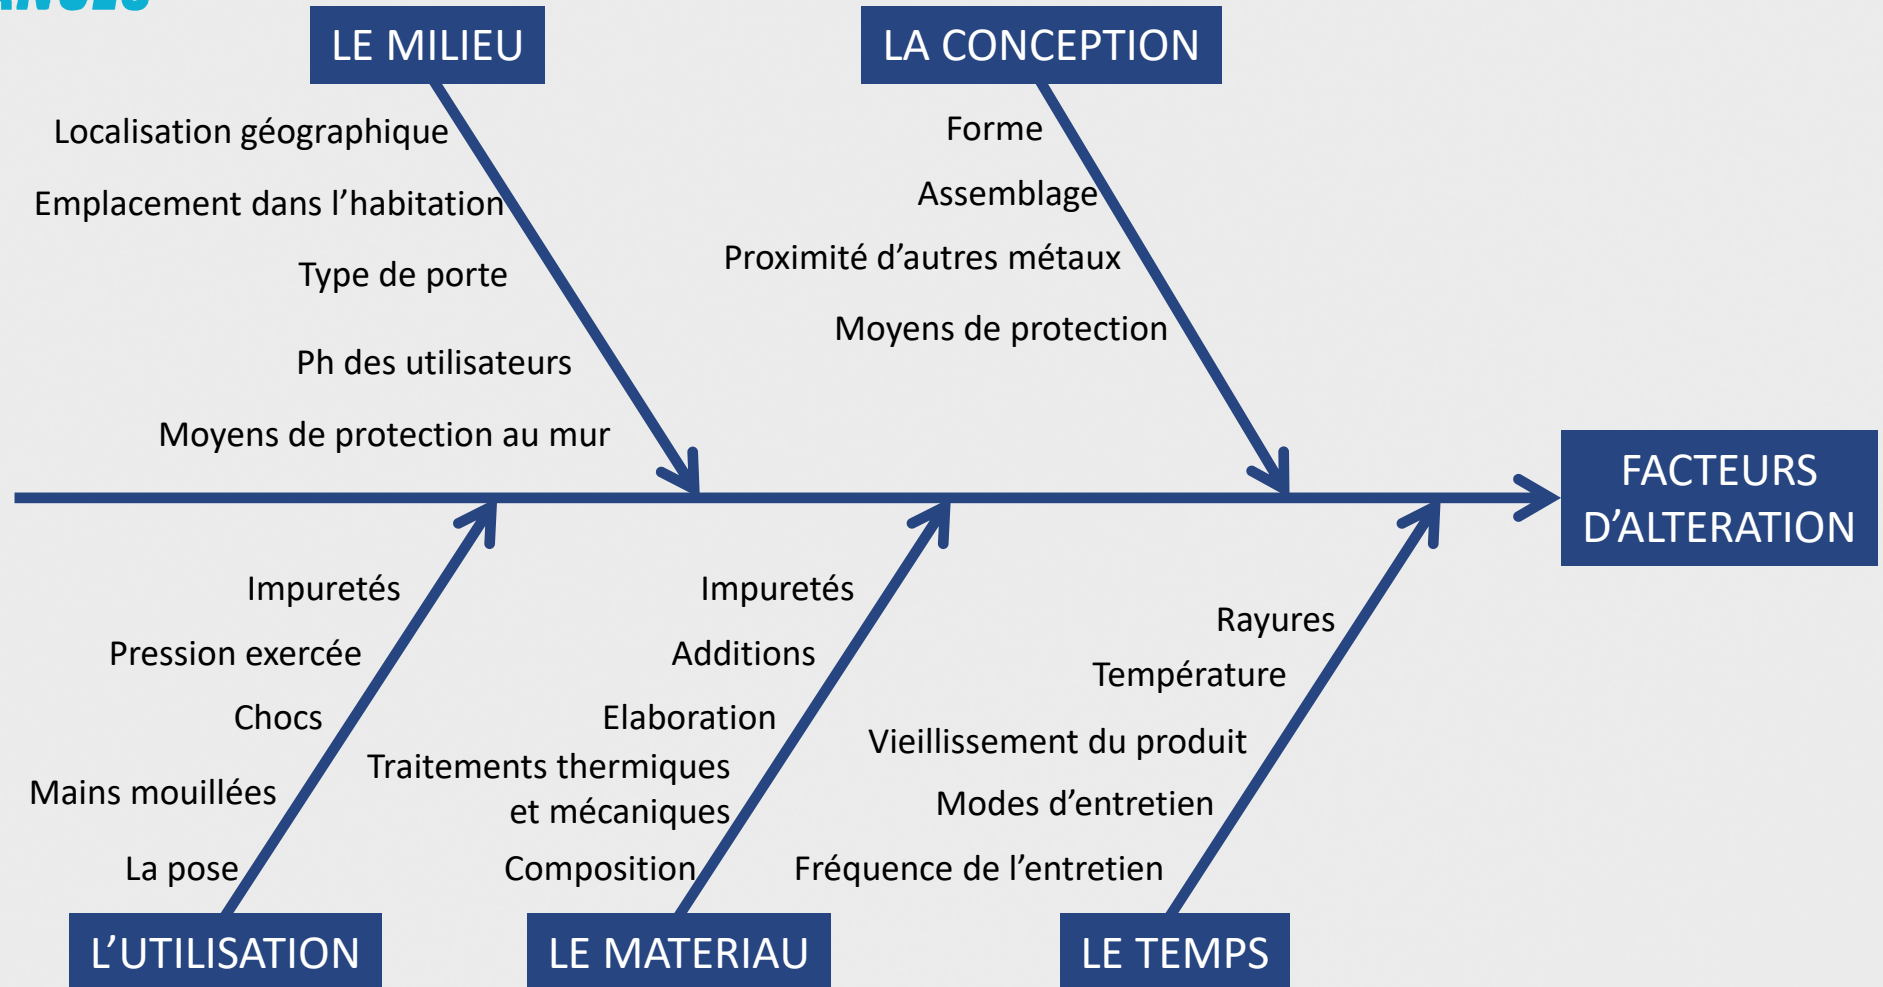 LE MILIEU
LA CONCEPTION
Localisation géographique
Emplacement dans l’habitation
Type de porte
Ph des utilisateurs
Moyens de protection au mur
Forme
Assemblage
Proximité d’autres métaux
Moyens de protection
FACTEURS
D’ALTERATION
Impuretés
Pression exercée
Chocs
Mains mouillées
La pose
L’UTILISATION
Impuretés
Additions
Elaboration
Traitements thermiques
et mécaniques
Composition
LE MATERIAU
Rayures
Température
Vieillissement du produit
Modes d’entretien
Fréquence de l’entretien
LE TEMPS